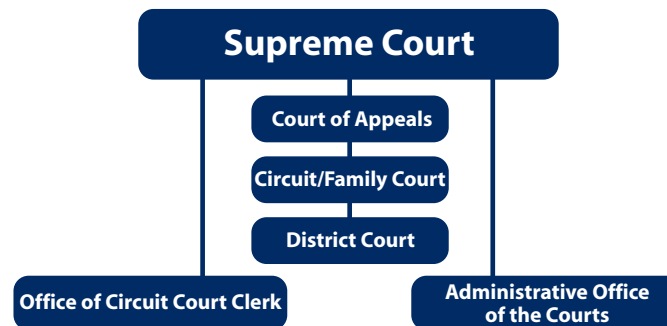 Supreme Court
Court of Appeals
Circuit/Family Court
District Court
Office of Circuit Court Clerk
Administrative Office
of the Courts